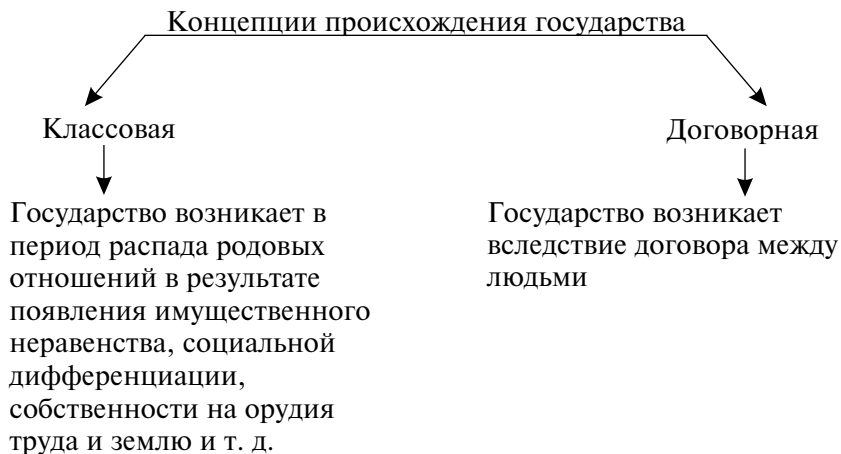 Концепции происхождения государства
Классовая
Договорная
Государство возникает в
период распада родовых
отношений в результате
появления имущественного
неравенства, социальной
дифференциации,
собственности на орудия
труда и землю и т. д.
Государство возникает
вследствие договора между
людьми